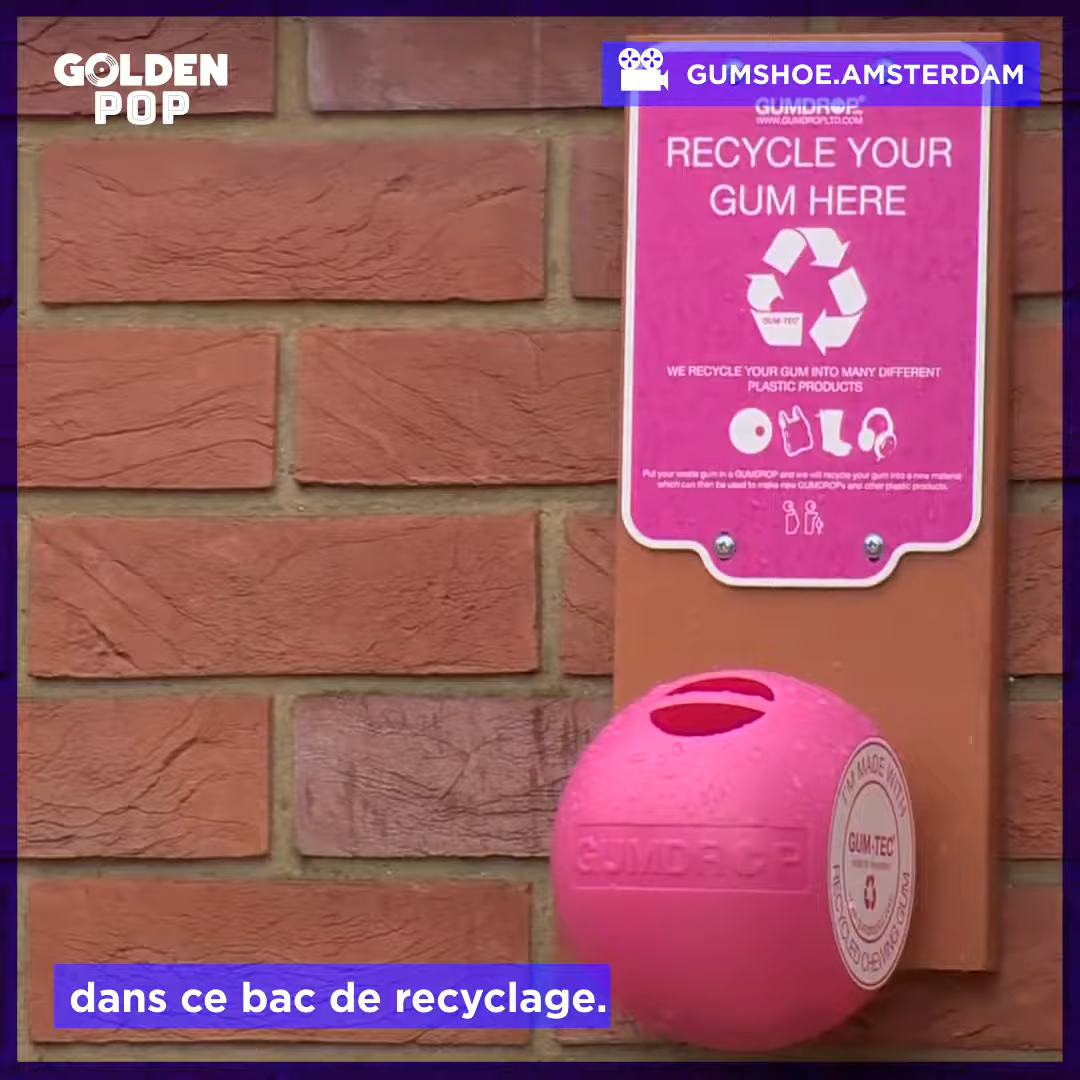 GOLDEN
POP
GUMSHOE.AMSTERDAM
GUMDROP
WWW.GUMDROPLTD.COM
RECYCLE YOUR
GUM HERE
GUM-TEC
WE RECYCLE YOUR GUM INTO MANY DIFFERENT
PLASTIC PRODUCTS
Put your waste gum in a GUMDROP and we will recycle your gum into a new material
which can then be used to make new GUMDROPs and other plastic products.
GUMDROP
I'M MADE WITH
GUM-TEC
RECYCLED CHEWING GUM
dans ce bac de recyclage.